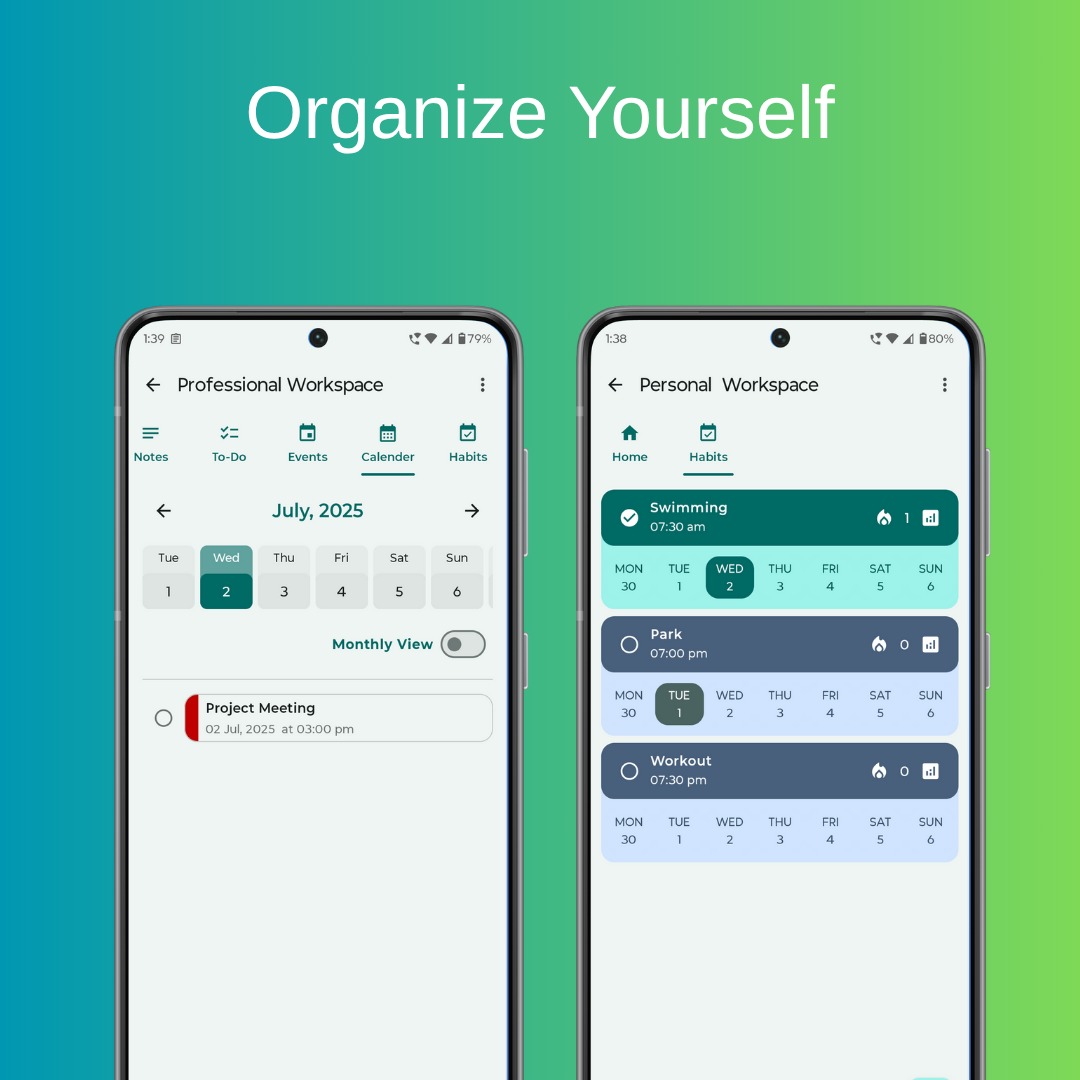 Organize Yourself
1:39 79%
Professional Workspace
Notes To-Do Events Calender Habits
July, 2025
Tue Wed Thu Fri Sat Sun
1 2 3 4 5 6
Monthly View
Project Meeting
02 Jul, 2025 at 03:00 pm
1:38 80%
Personal Workspace
Home Habits
Swimming
07:30 am
1
MON TUE WED THU FRI SAT SUN
30 1 2 3 4 5 6
Park
07:00 pm
0
MON TUE WED THU FRI SAT SUN
30 1 2 3 4 5 6
Workout
07:30 pm
0
MON TUE WED THU FRI SAT SUN
30 1 2 3 4 5 6